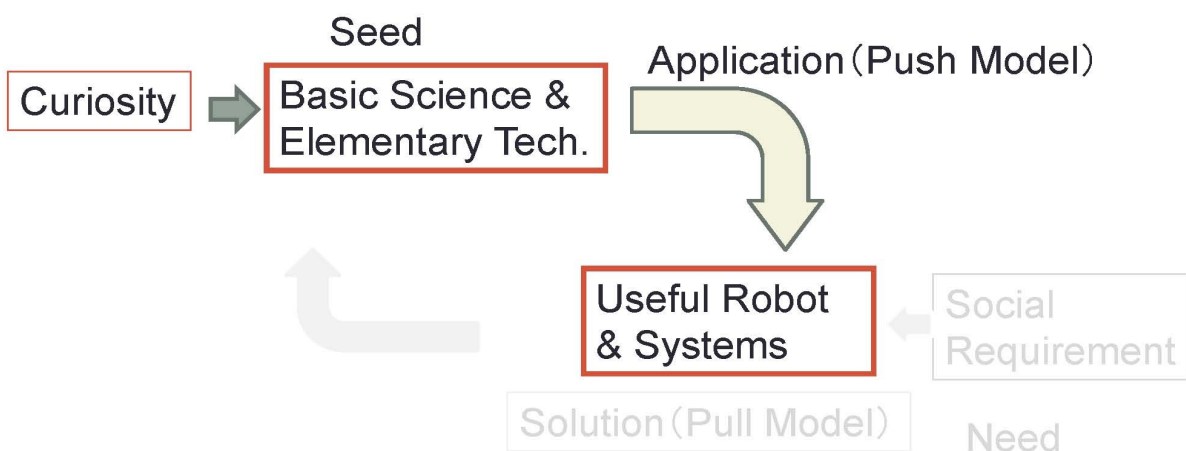 Seed
Application（Push Model）
Curiosity
Basic Science &
Elementary Tech.
Useful Robot
& Systems
Social
Requirement
Solution（Pull Model）
Need